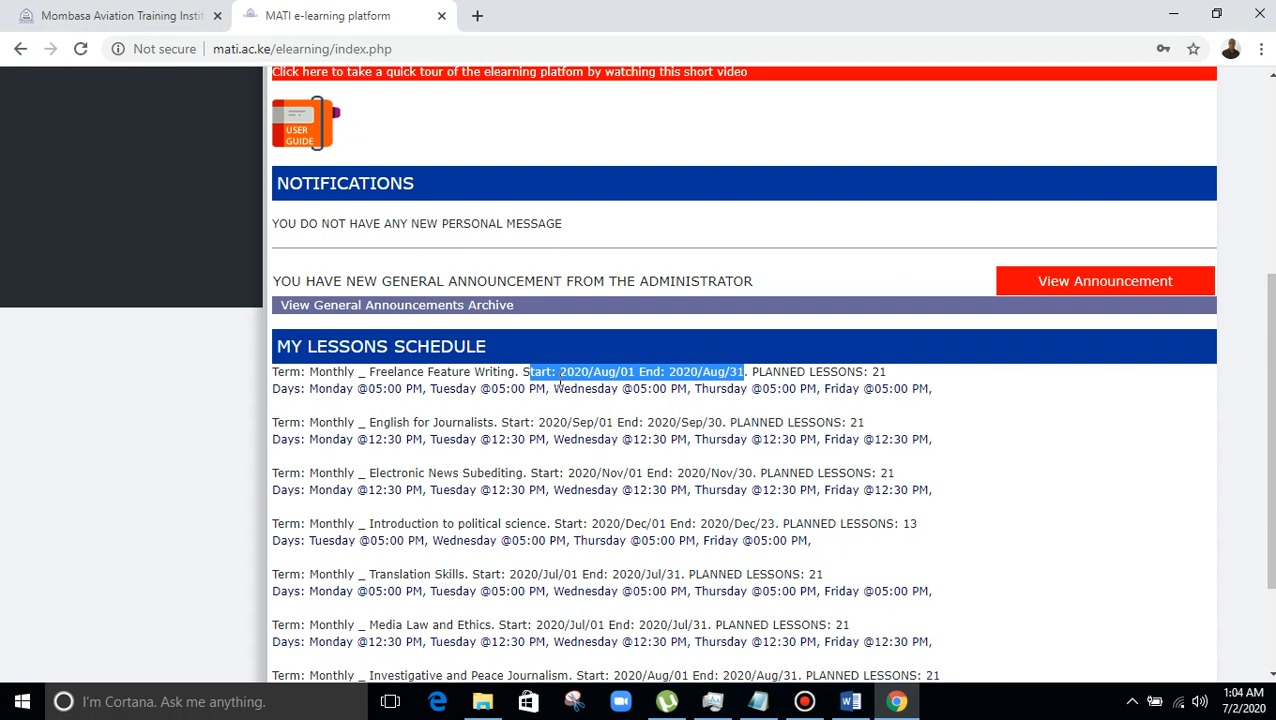 Mombasa Aviation Training Instit
MATI e-learning platform
Not secure
mati.ac.ke/elearning/index.php
Click here to take a quick tour of the elearning platfom by watching this short video
USER
GUIDE
NOTIFICATIONS
YOU DO NOT HAVE ANY NEW PERSONAL MESSAGE
YOU HAVE NEW GENERAL ANNOUNCEMENT FROM THE ADMINISTRATOR
View Announcement
View General Announcements Archive
MY LESSONS SCHEDULE
Term: Monthly _ Freelance Feature Writing. Start: 2020/Aug/01 End: 2020/Aug/31. PLANNED LESSONS: 21
Days: Monday @05:00 PM, Tuesday @05:00 PM, Wednesday @05:00 PM, Thursday @05:00 PM, Friday @05:00 PM,
Term: Monthly _ English for Journalists. Start: 2020/Sep/01 End: 2020/Sep/30. PLANNED LESSONS: 21
Days: Monday @12:30 PM, Tuesday @12:30 PM, Wednesday @12:30 PM, Thursday @12:30 PM, Friday @12:30 PM,
Term: Monthly _ Electronic News Subediting. Start: 2020/Nov/01 End: 2020/Nov/30. PLANNED LESSONS: 21
Days: Monday @12:30 PM, Tuesday @12:30 PM, Wednesday @12:30 PM, Thursday @12:30 PM, Friday @12:30 PM,
Term: Monthly _ Introduction to political science. Start: 2020/Dec/01 End: 2020/Dec/23. PLANNED LESSONS: 13
Days: Tuesday @05:00 PM, Wednesday @05:00 PM, Thursday @05:00 PM, Friday @05:00 PM,
Term: Monthly _ Translation Skills. Start: 2020/Jul/01 End: 2020/Jul/31. PLANNED LESSONS: 21
Days: Monday @05:00 PM, Tuesday @05:00 PM, Wednesday @05:00 PM, Thursday @05:00 PM, Friday @05:00 PM,
Term: Monthly _ Media Law and Ethics. Start: 2020/Jul/01 End: 2020/Jul/31. PLANNED LESSONS: 21
Days: Monday @12:30 PM, Tuesday @12:30 PM, Wednesday @12:30 PM, Thursday @12:30 PM, Friday @12:30 PM,
Term: Monthly _ Investigative and Peace Journalism. Start: 2020/Aug/01 End: 2020/Aug/31. PLANNED LESSONS: 21
I'm Cortana. Ask me anything.
1:04 AM
7/2/2020